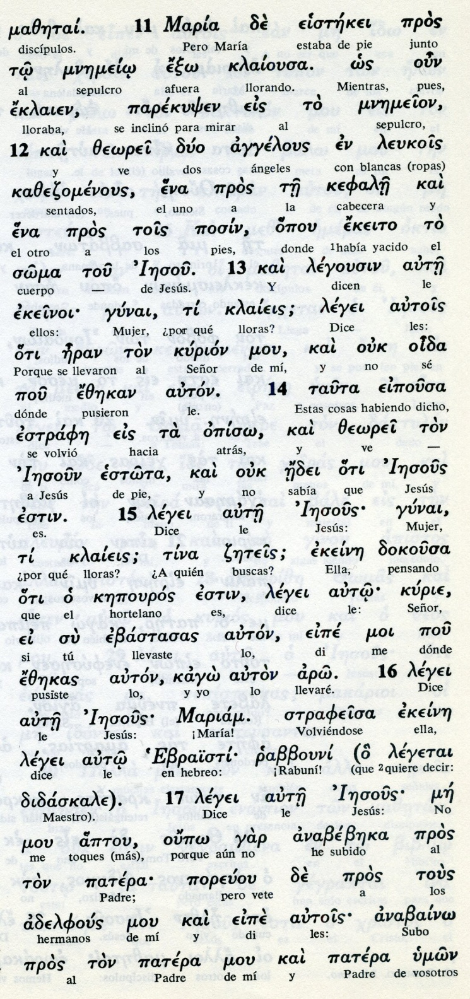 μαθηταί. 11 Μαρία δὲ εἱστήκει πρὸς
discípulos. Pero María estaba de pie junto
τῷ μνημείῳ ἔξω κλαίουσα. ὡς οὖν
al sepulcro afuera llorando. Mientras, pues,
ἔκλαιεν, παρέκυψεν εἰς τὸ μνημεῖον,
lloraba, se inclinó para mirar al sepulcro,
12 καὶ θεωρεῖ δύο ἀγγέλους ἐν λευκοῖς
y ve dos ángeles con blancas (ropas)
καθεζομένους, ἕνα πρὸς τῇ κεφαλῇ καὶ
sentados, el uno a la cabecera y
ἕνα πρὸς τοῖς ποσίν, ὅπου ἔκειτο τὸ
el otro a los pies, donde 1había yacido el
σῶμα τοῦ Ἰησοῦ. 13 καὶ λέγουσιν αὐτῇ
cuerpo — de Jesús. Y dicen le
ἐκεῖνοι· γύναι, τί κλαίεις; λέγει αὐτοῖς
ellos: Mujer, ¿por qué lloras? Dice les:
ὅτι ἦραν τὸν κύριόν μου, καὶ οὐκ οἶδα
Porque se llevaron al Señor de mí, y no sé
ποῦ ἔθηκαν αὐτόν. 14 ταῦτα εἰποῦσα
dónde pusieron le. Estas cosas habiendo dicho,
ἐστράφη εἰς τὰ ὀπίσω, καὶ θεωρεῖ τὸν
se volvió hacia atrás, y ve —
Ἰησοῦν ἑστῶτα, καὶ οὐκ ᾔδει ὅτι Ἰησοῦς
a Jesús de pie, y no sabía que Jesús
ἐστιν. 15 λέγει αὐτῇ Ἰησοῦς· γύναι,
es. Dice le Jesús: Mujer,
τί κλαίεις; τίνα ζητεῖς; ἐκείνη δοκοῦσα
¿por qué lloras? ¿A quién buscas? Ella, pensando
ὅτι ὁ κηπουρός ἐστιν, λέγει αὐτῷ· κύριε,
que el hortelano es, dice le: Señor,
εἰ σὺ ἐβάστασας αὐτόν, εἰπέ μοι ποῦ
si tú llevaste lo, di me dónde
ἔθηκας αὐτόν, κἀγὼ αὐτὸν ἀρῶ. 16 λέγει
pusiste lo, y yo lo llevaré. Dice
αὐτῇ Ἰησοῦς· Μαριάμ. στραφεῖσα ἐκείνη
le Jesús: ¡María! Volviéndose ella,
λέγει αὐτῷ Ἑβραϊστί· ραββουνί (ὃ λέγεται
dice le en hebreo: ¡Rabuní! (que 2quiere decir:
διδάσκαλε). 17 λέγει αὐτῇ Ἰησοῦς· μή
Maestro). Dice le Jesús: No
μου ἅπτου, οὔπω γὰρ ἀναβέβηκα πρὸς
me toques (más), porque aún no he subido al
τὸν πατέρα· πορεύου δὲ πρὸς τοὺς
Padre; pero vete a los
ἀδελφούς μου καὶ εἰπὲ αὐτοῖς· ἀναβαίνω
hermanos de mí y di les: Subo
πρὸς τὸν πατέρα μου καὶ πατέρα ὑμῶν
al Padre de mí y Padre de vosotros